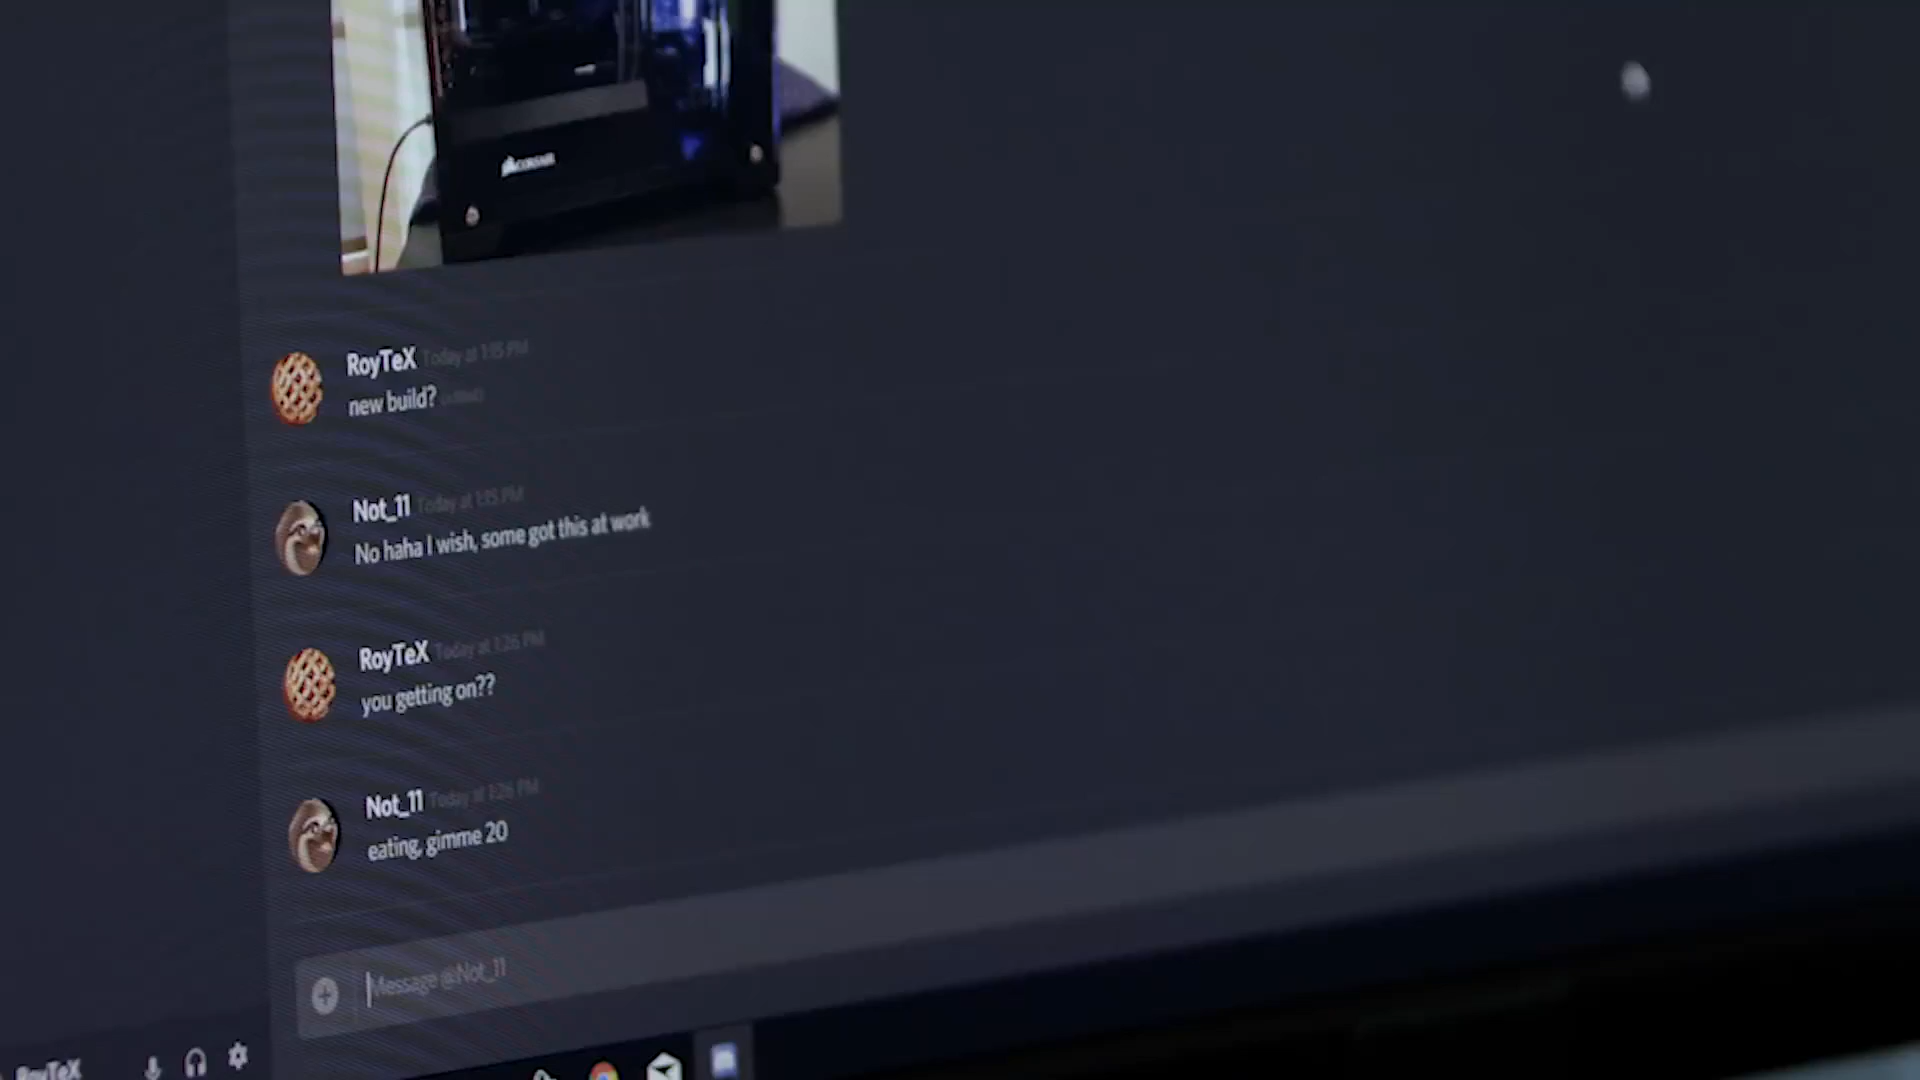 CORSAIR
RoyTeX Today at 1:15 PM
new build? (edited)
Not_11 Today at 1:15 PM
No haha I wish, some got this at work
RoyTeX Today at 1:26 PM
you getting on??
Not_11 Today at 1:26 PM
eating, gimme 20
Message @Not_11
RoyTeX